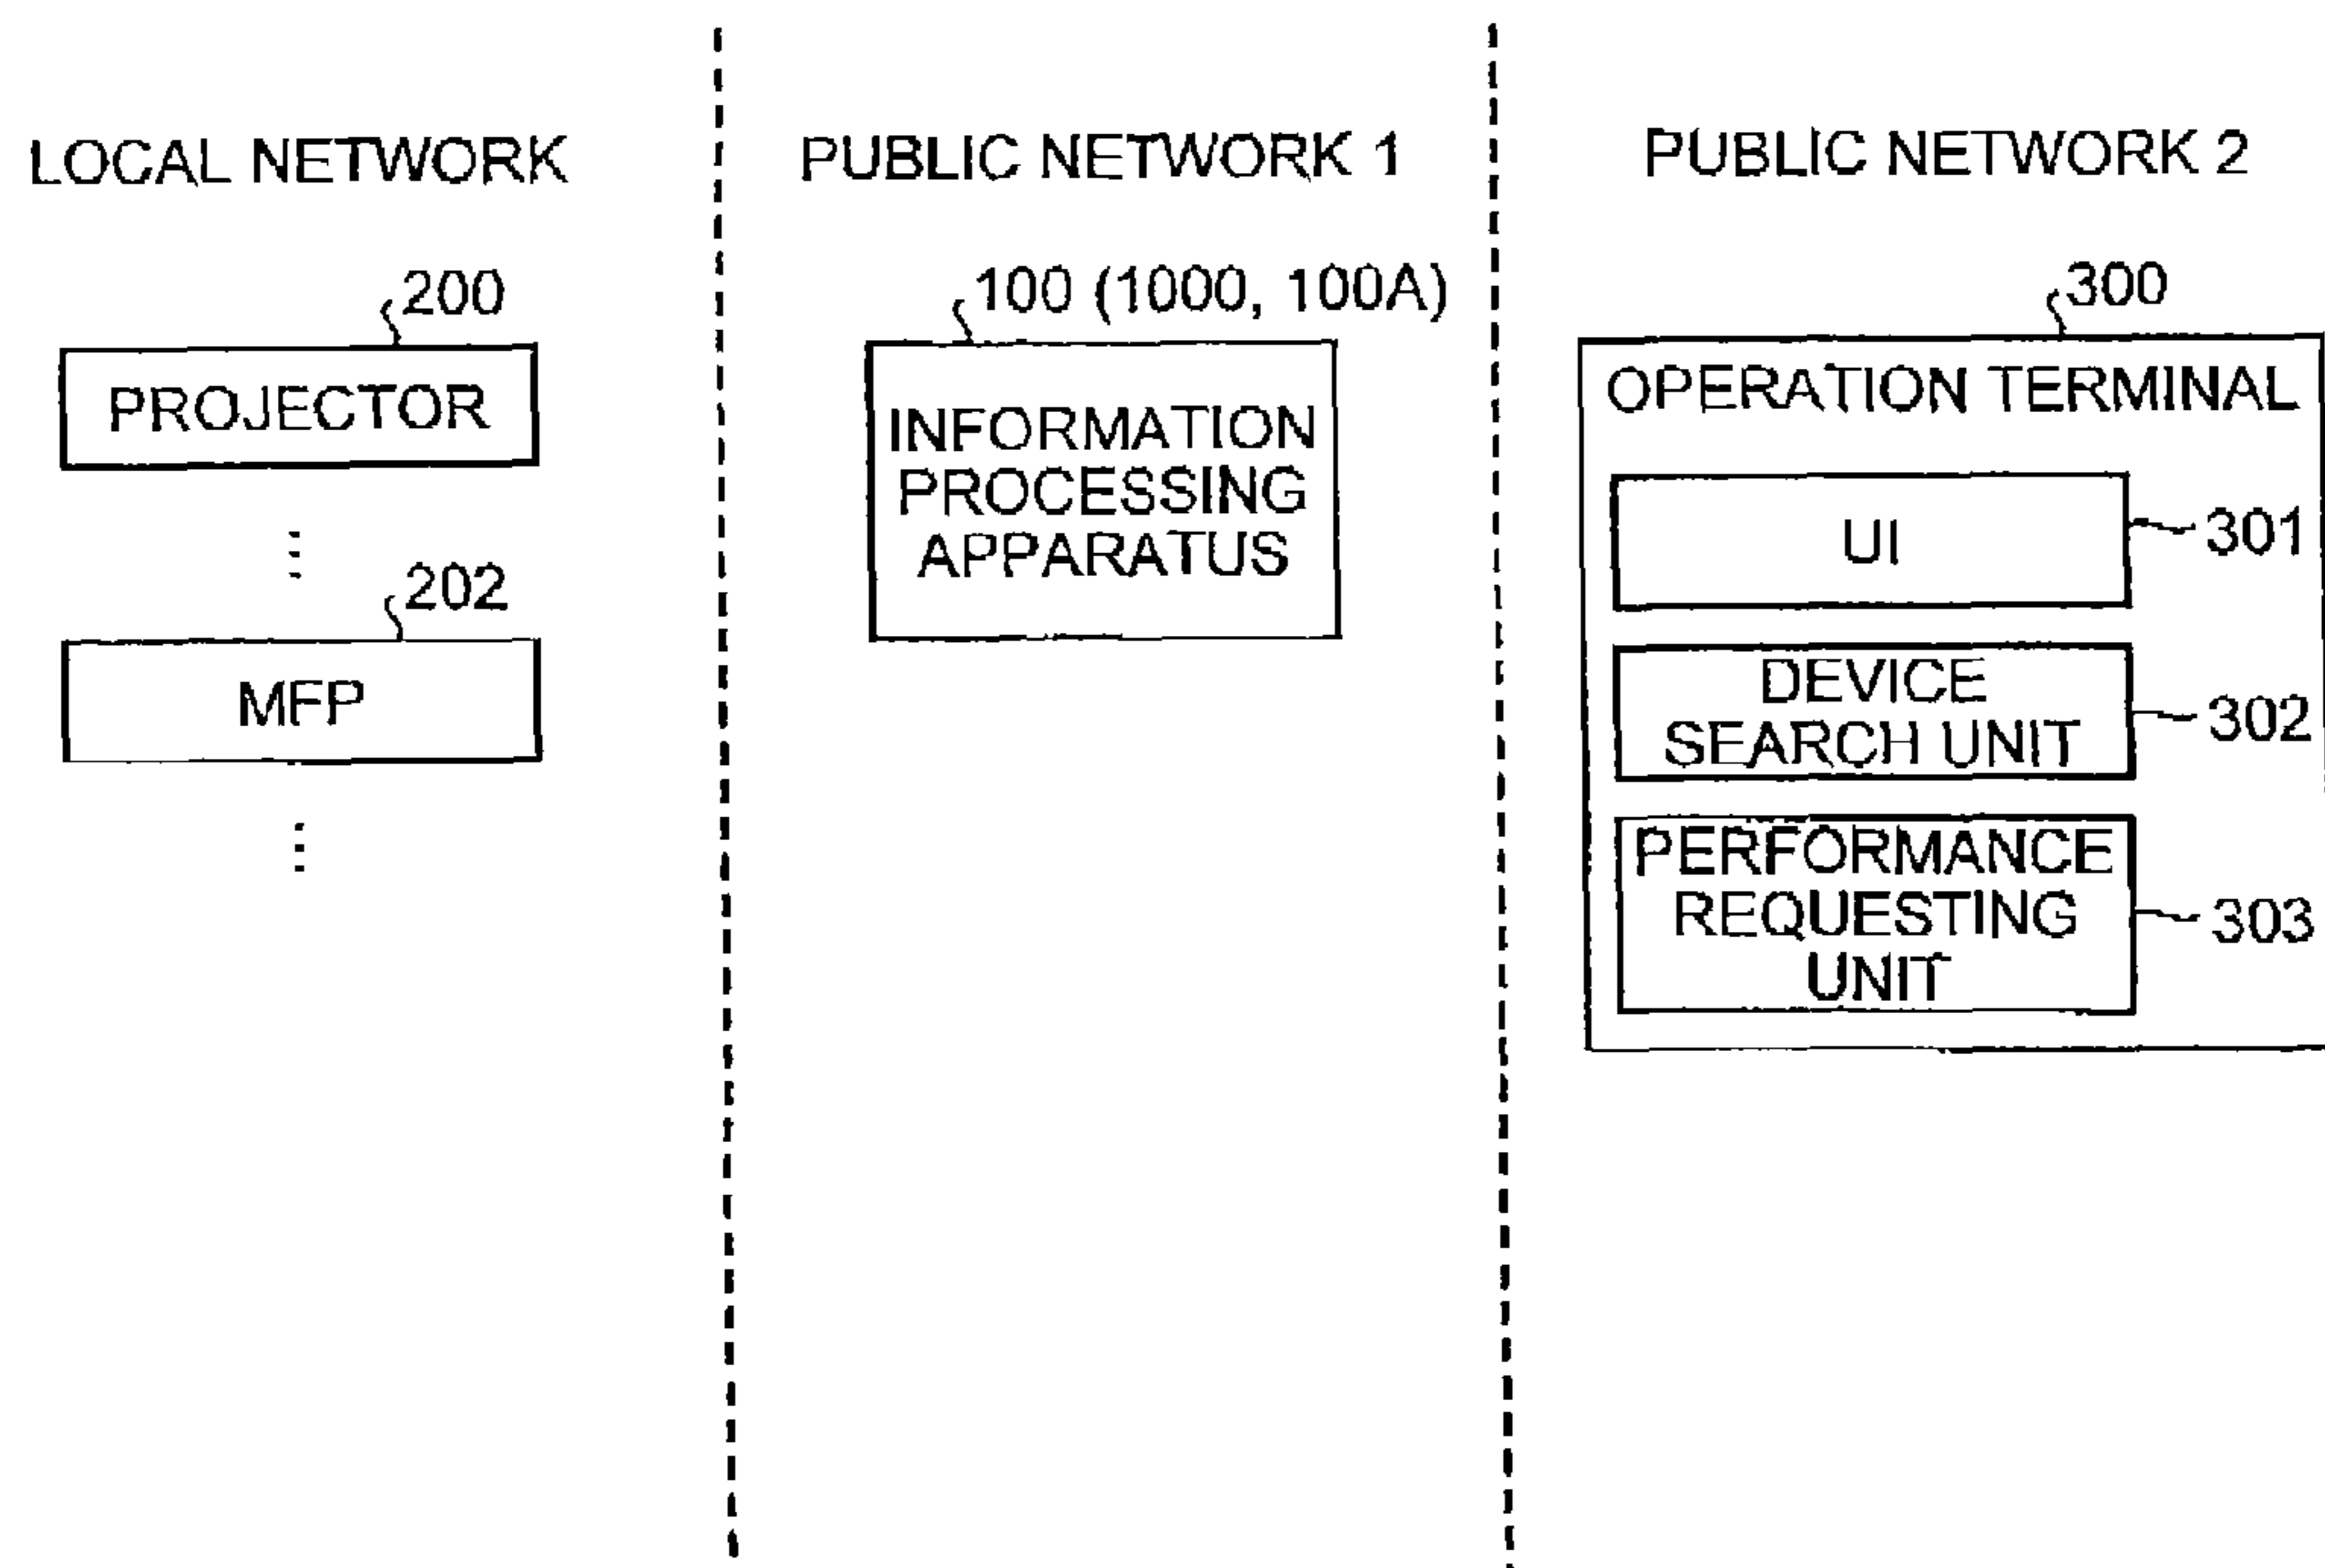 LOCAL NETWORK
200
PROJECTOR
202
MFP
PUBLIC NETWORK 1
100 (1000, 100A)
INFORMATION
PROCESSING
APPARATUS
PUBLIC NETWORK 2
300
OPERATION TERMINAL
UI
301
DEVICE
SEARCH UNIT
302
PERFORMANCE
REQUESTING
UNIT
303